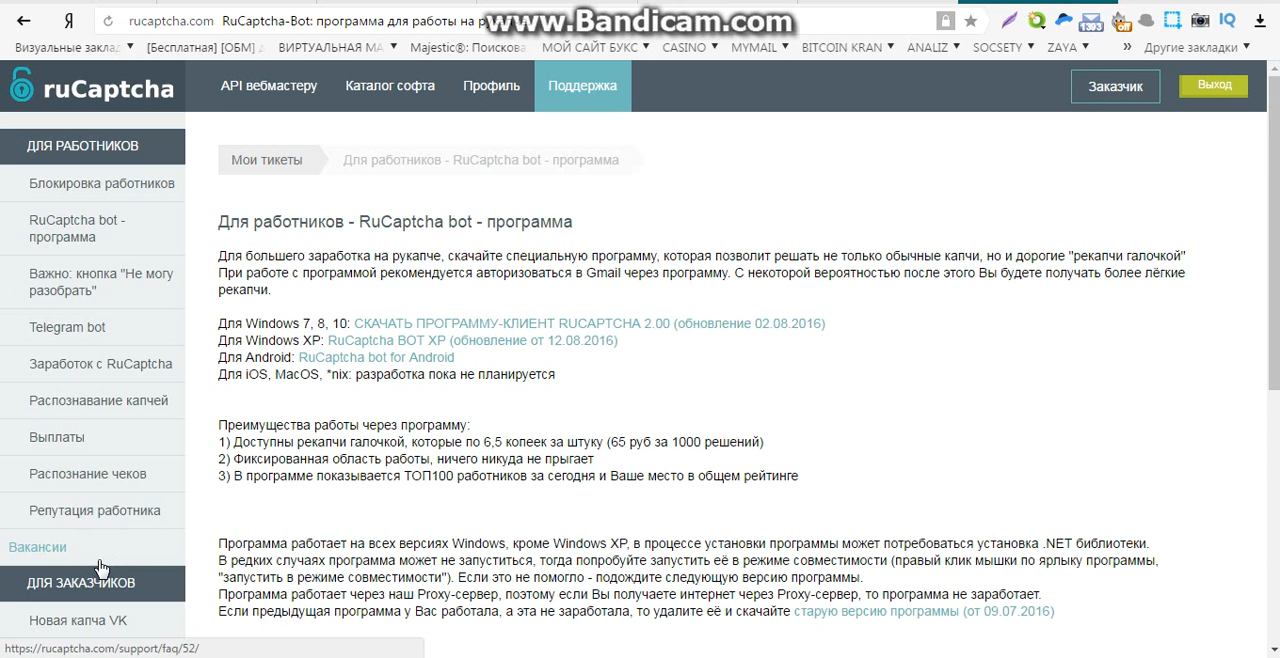 Я
rucaptcha.com RuCaptcha-Bot: программа для работы на
www.Bandicam.com
1393
off
IQ
Визуальные заклад
[Бесплатная] [ОБМ]
ВИРТУАЛЬНАЯ МА
Majestic®: Поискова
МОЙ САЙТ БУКС
CASINO
MYMAIL
BITCOIN KRAN
ANALIZ
SOCSETY
ZAYA
»
Другие закладки
ruCaptcha
API вебмастеру
Каталог софта
Профиль
Поддержка
Заказчик
Выход
ДЛЯ РАБОТНИКОВ
Блокировка работников
RuCaptcha bot -
программа
Важно: кнопка "Не могу
разобрать"
Telegram bot
Заработок с RuCaptcha
Распознавание капчей
Выплаты
Распознание чеков
Репутация работника
Вакансии
ДЛЯ ЗАКАЗЧИКОВ
Новая капча VK
https://rucaptcha.com/support/faq/52/
Мои тикеты
Для работников - RuCaptcha bot - программа
Для работников - RuCaptcha bot - программа
Для большего заработка на рукапче, скачайте специальную программу, которая позволит решать не только обычные капчи, но и дорогие "рекапчи галочкой"
При работе с программой рекомендуется авторизоваться в Gmail через программу. С некоторой вероятностью после этого Вы будете получать более лёгкие
рекапчи.
Для Windows 7, 8, 10: СКАЧАТЬ ПРОГРАММУ-КЛИЕНТ RUCAPTCHA 2.00 (обновление 02.08.2016)
Для Windows XP: RuCaptcha BOT XP (обновление от 12.08.2016)
Для Android: RuCaptcha bot for Android
Для iOS, MacOS, *nix: разработка пока не планируется
Преимущества работы через программу:
1) Доступны рекапчи галочкой, которые по 6,5 копеек за штуку (65 руб за 1000 решений)
2) Фиксированная область работы, ничего никуда не прыгает
3) В программе показывается ТОП100 работников за сегодня и Ваше место в общем рейтинге
Программа работает на всех версиях Windows, кроме Windows XP, в процессе установки программы может потребоваться установка .NET библиотеки.
В редких случаях программа может не запуститься, тогда попробуйте запустить её в режиме совместимости (правый клик мышки по ярлыку программы,
"запустить в режиме совместимости"). Если это не помогло - подождите следующую версию программы.
Программа работает через наш Proxy-сервер, поэтому если Вы получаете интернет через Proxy-сервер, то программа не заработает.
Если предыдущая программа у Вас работала, а эта не заработала, то удалите её и скачайте старую версию программы (от 09.07.2016)